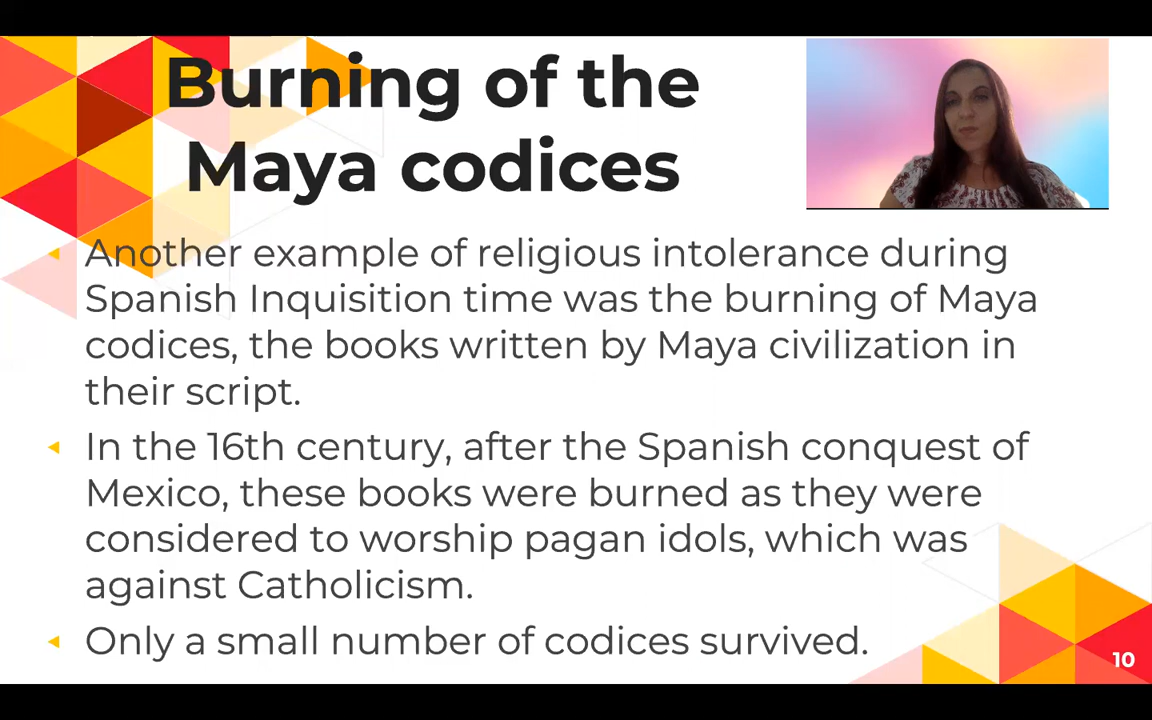 Burning of the
Maya codices
Another example of religious intolerance during
Spanish Inquisition time was the burning of Maya
codices, the books written by Maya civilization in
their script.
In the 16th century, after the Spanish conquest of
Mexico, these books were burned as they were
considered to worship pagan idols, which was
against Catholicism.
Only a small number of codices survived.
10